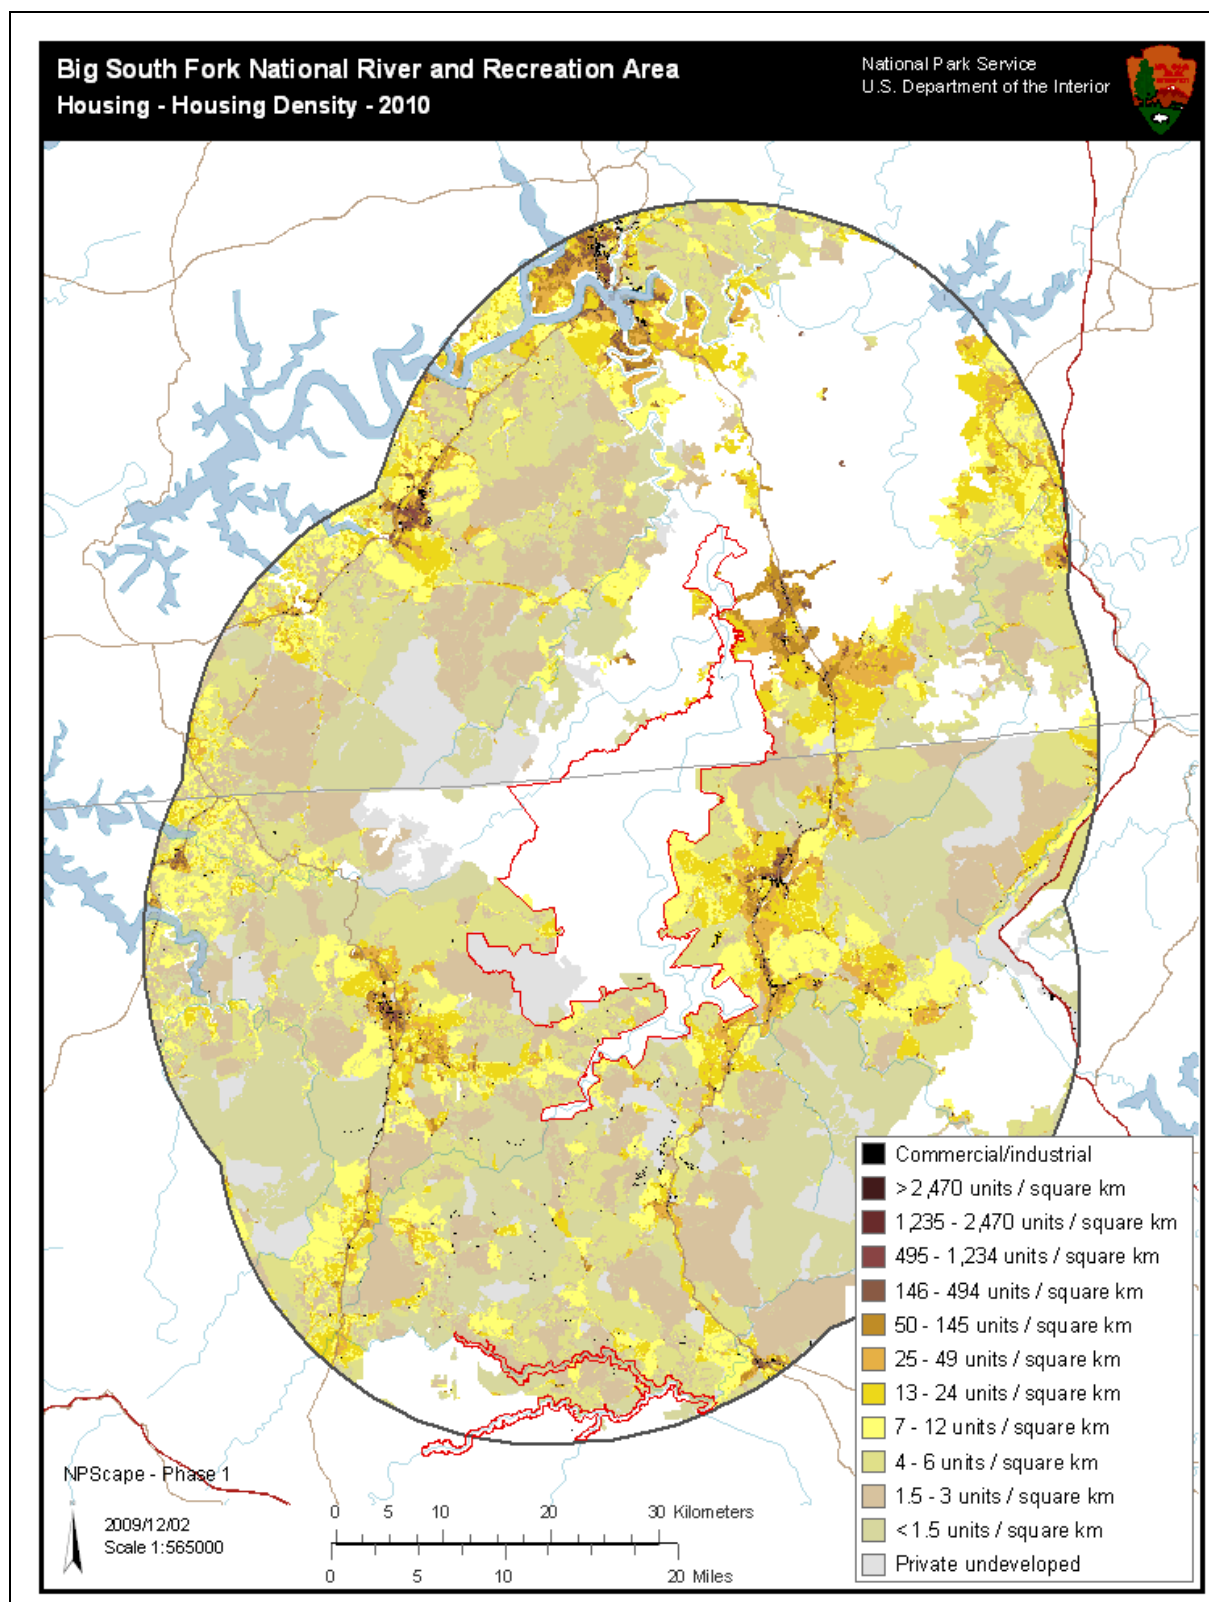 Big South Fork National River and Recreation Area
Housing - Housing Density - 2010
National Park Service
U.S. Department of the Interior
Commercial/industrial
>2,470 units / square km
1,235 - 2,470 units / square km
495 - 1,234 units / square km
146 - 494 units / square km
50 - 145 units / square km
25 - 49 units / square km
13 - 24 units / square km
7 - 12 units / square km
4 - 6 units / square km
1.5 - 3 units / square km
<1.5 units / square km
Private undeveloped
NPScape - Phase 1
2009/12/02
Scale 1:565000
0 5 10 20 30 Kilometers
0 5 10 20 Miles